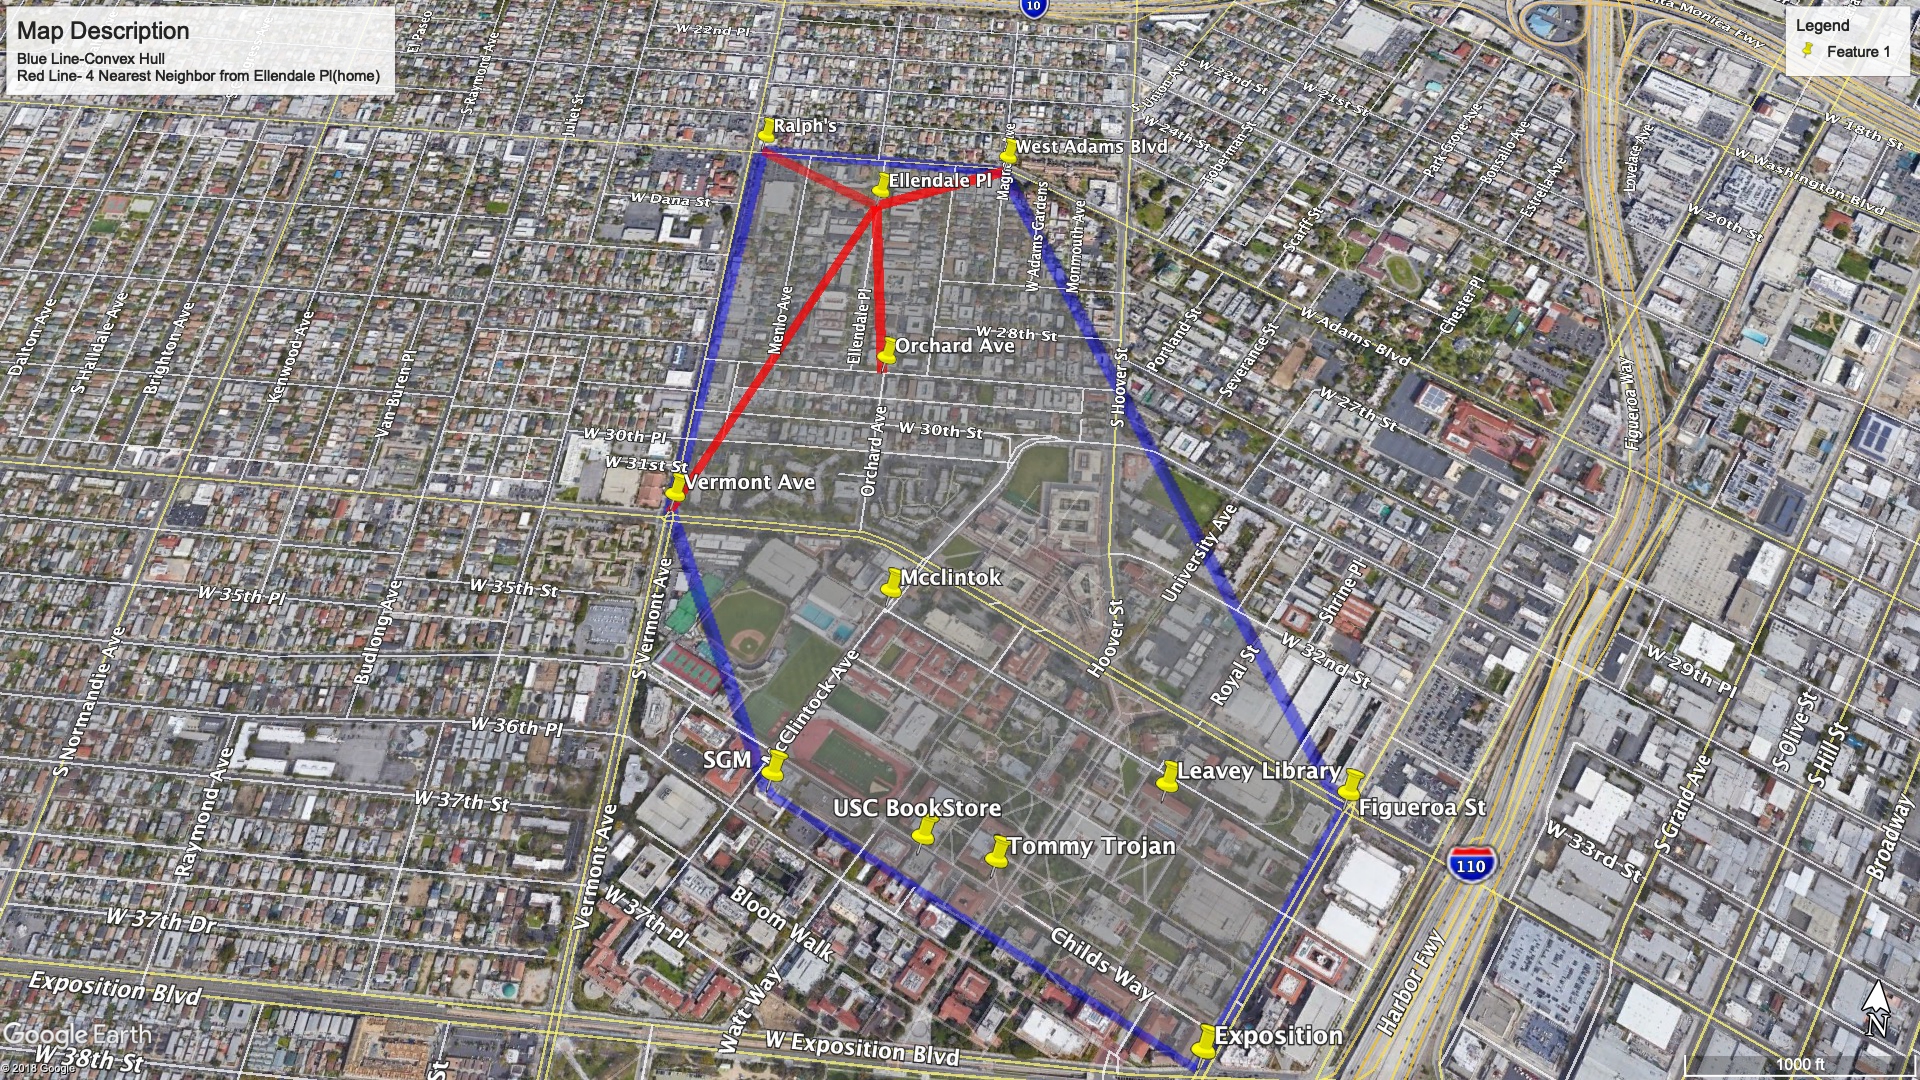 Map Description
Blue Line-Convex Hull
Red Line- 4 Nearest Neighbor from Ellendale Pl(home)
Legend
Feature 1
10
W 22nd Pl
S Raymond Ave
Juliet St
S Union Ave
W 22nd St
W 21st St
W 24th St
Toberman St
Park Grove Ave
Bonsallo Ave
Estrella Ave
Lovelace Ave
W 18th St
W Washington Blvd
W 20th St
Ralph's
West Adams Blvd
Ellendale Pl
W Dana St
W Adams Gardens
Monmouth Ave
Scarff St
Chester Pl
W Adams Blvd
Portland St
Severance St
Figueroa Way
Dalton Ave
S Halldale Ave
Brighton Ave
Kenwood Ave
Van Buren Pl
Menlo Ave
Ellendale Pl
W 28th St
Orchard Ave
S Hoover St
W 27th St
W 30th Pl
W 30th St
W 31st St
Orchard Ave
Vermont Ave
University Ave
W 35th St
W 35th Pl
Budlong Ave
S Vermont Ave
Mcclintok
Hoover St
Shrine Pl
W 32nd St
W 29th Pl
Royal St
S Normandie Ave
McClintock Ave
W 36th Pl
SGM
Leavey Library
Figueroa St
S Olive St
S Hill St
Raymond Ave
W 37th St
USC BookStore
Tommy Trojan
S Grand Ave
W 33rd St
Broadway
110
Vermont Ave
W 37th Pl
Bloom Walk
W 37th Dr
Childs Way
Harbor Fwy
Exposition Blvd
Watt Way
W Exposition Blvd
Exposition
Google Earth
W 38th St
© 2018 Google
St
N
1000 ft